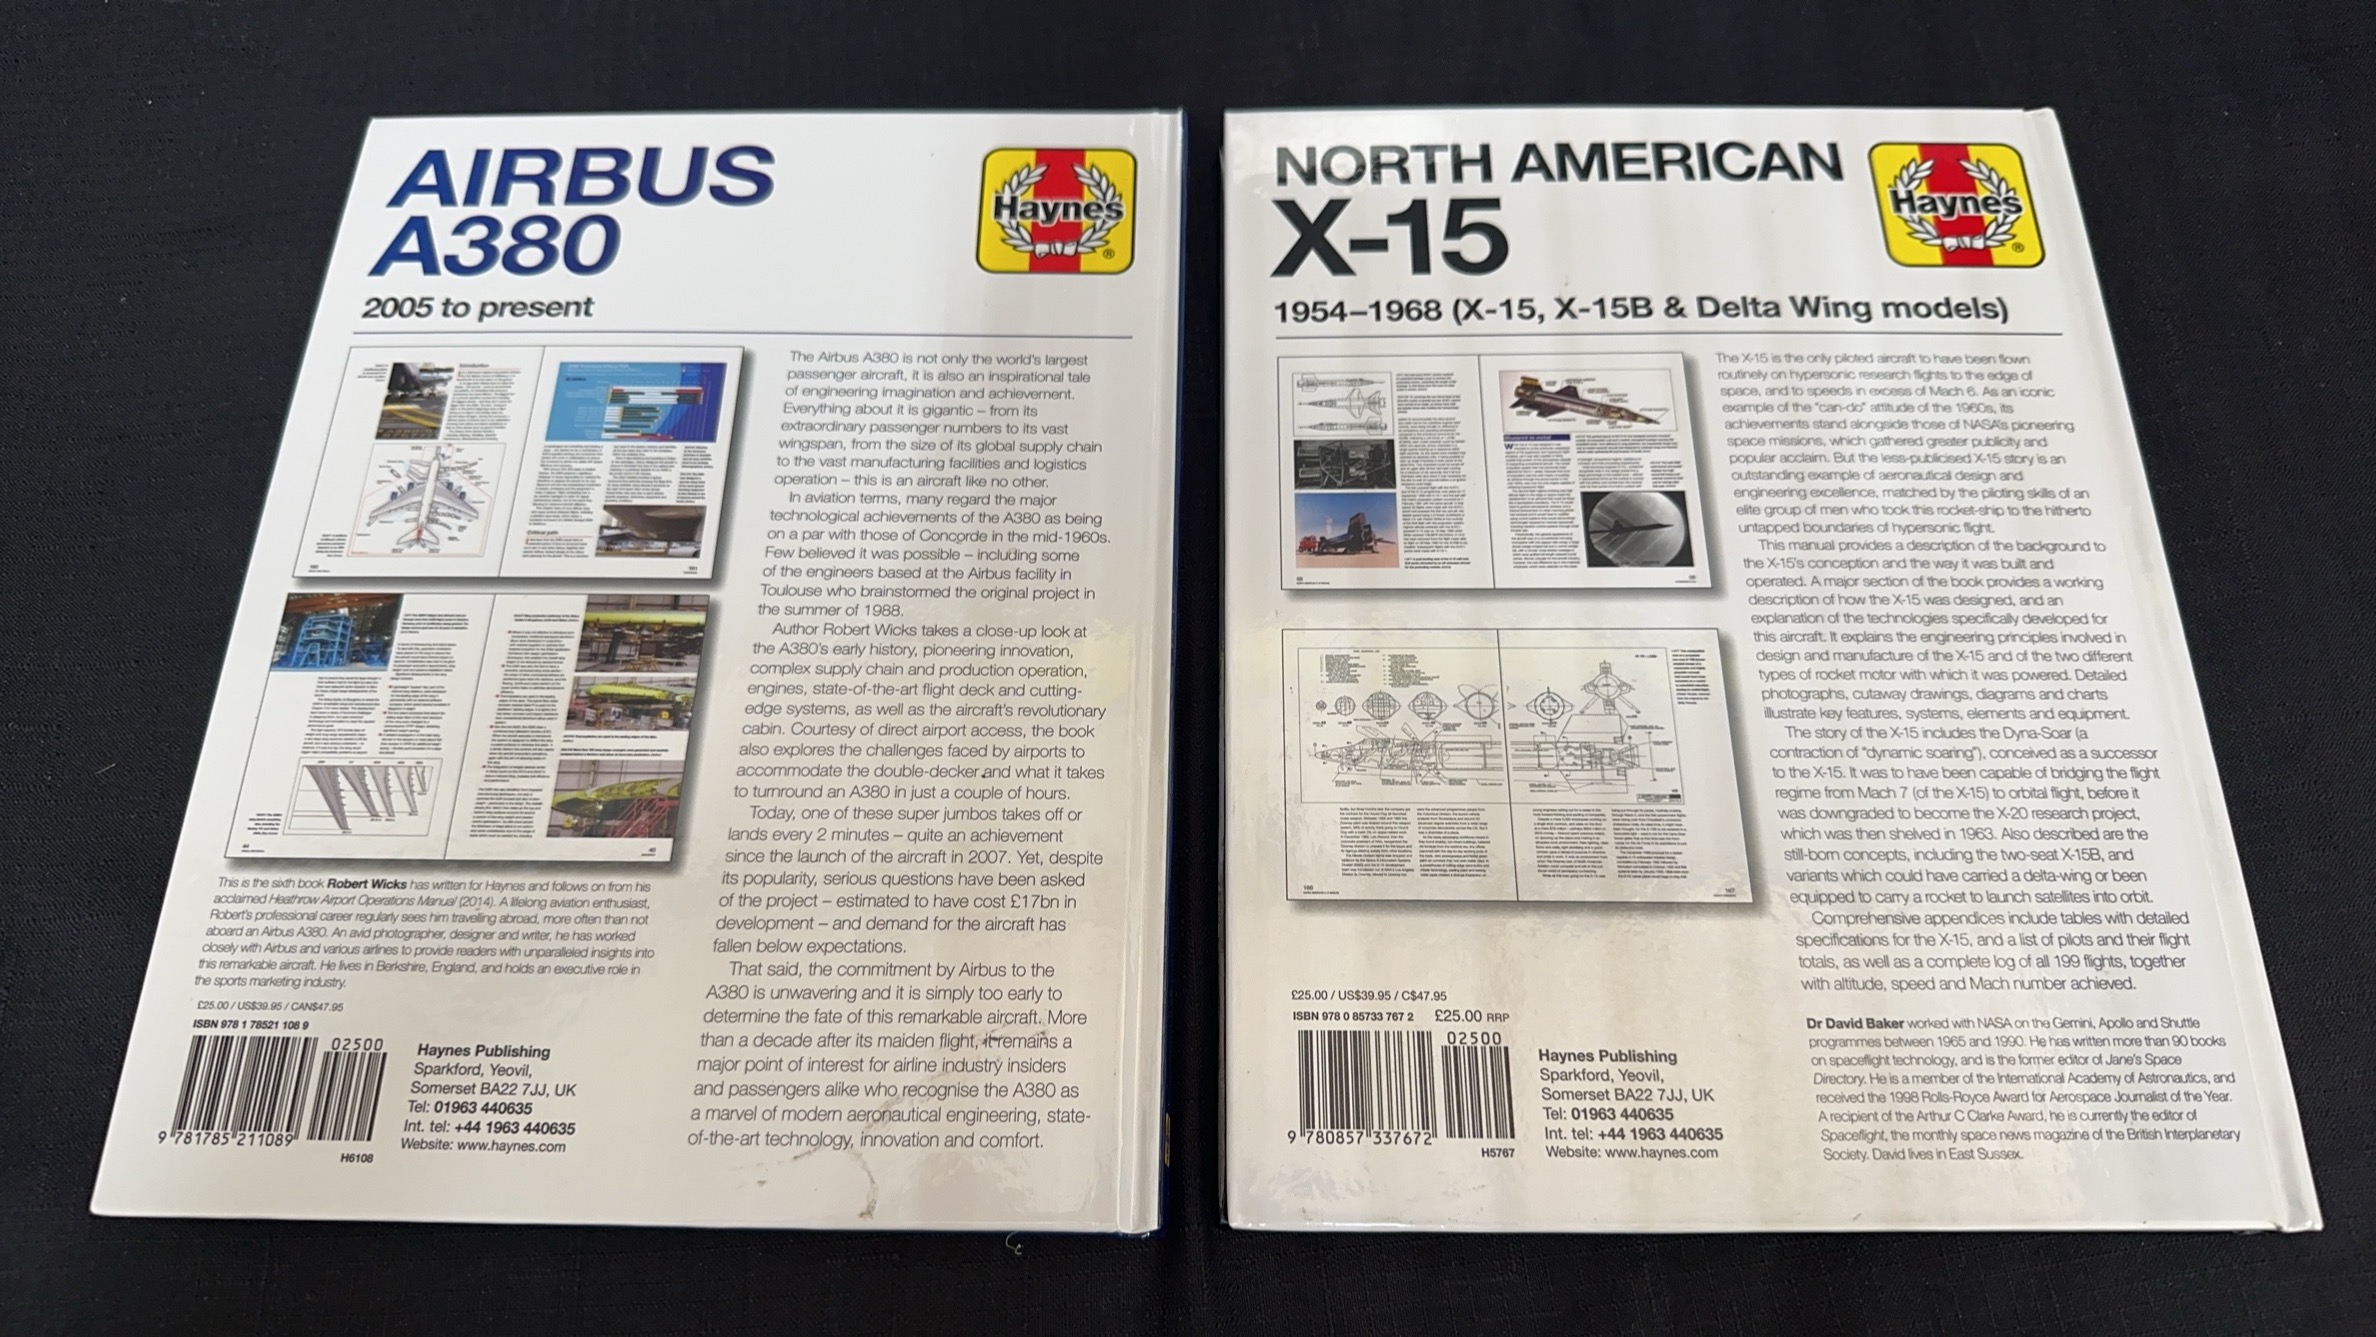 AIRBUS
A380
2005 to present
Haynes
®
Introduction
Critical path
The Airbus A380 is not only the world's largest
passenger aircraft, it is also an inspirational tale
of engineering imagination and achievement.
Everything about it is gigantic – from its
extraordinary passenger numbers to its vast
wingspan, from the size of its global supply chain
to the vast manufacturing facilities and logistics
operation – this is an aircraft like no other.
In aviation terms, many regard the major
technological achievements of the A380 as being
on a par with those of Concorde in the mid-1960s.
Few believed it was possible – including some
of the engineers based at the Airbus facility in
Toulouse who brainstormed the original project in
the summer of 1988.
Author Robert Wicks takes a close-up look at
the A380's early history, pioneering innovation,
complex supply chain and production operation,
engines, state-of-the-art flight deck and cutting-
edge systems, as well as the aircraft's revolutionary
cabin. Courtesy of direct airport access, the book
also explores the challenges faced by airports to
accommodate the double-decker and what it takes
to turnround an A380 in just a couple of hours.
Today, one of these super jumbos takes off or
lands every 2 minutes – quite an achievement
since the launch of the aircraft in 2007. Yet, despite
its popularity, serious questions have been asked
of the project – estimated to have cost £17bn in
development – and demand for the aircraft has
fallen below expectations.
That said, the commitment by Airbus to the
A380 is unwavering and it is simply too early to
determine the fate of this remarkable aircraft. More
than a decade after its maiden flight, it remains a
major point of interest for airline industry insiders
and passengers alike who recognise the A380 as
a marvel of modern aeronautical engineering, state-
of-the-art technology, innovation and comfort.
This is the sixth book Robert Wicks has written for Haynes and follows on from his
acclaimed Heathrow Airport Operations Manual (2014). A lifelong aviation enthusiast,
Robert's professional career regularly sees him travelling abroad, more often than not
aboard an Airbus A380. An avid photographer, designer and writer, he has worked
closely with Airbus and various airlines to provide readers with unparalleled insights into
this remarkable aircraft. He lives in Berkshire, England, and holds an executive role in
the sports marketing industry.
£25.00 / US$39.95 / CAN$47.95
ISBN 978 1 78521 108 9
02500
9 781785 211089
H6108
Haynes Publishing
Sparkford, Yeovil,
Somerset BA22 7JJ, UK
Tel: 01963 440635
Int. tel: +44 1963 440635
Website: www.haynes.com
NORTH AMERICAN
X-15
1954–1968 (X-15, X-15B & Delta Wing models)
Haynes
®
Blueprint to metal
166
167
The X-15 is the only piloted aircraft to have been flown
routinely on hypersonic research flights to the edge of
space, and to speeds in excess of Mach 6. As an iconic
example of the "can-do" attitude of the 1960s, its
achievements stand alongside those of NASA's pioneering
space missions, which gathered greater publicity and
popular acclaim. But the less-publicised X-15 story is an
outstanding example of aeronautical design and
engineering excellence, matched by the piloting skills of an
elite group of men who took this rocket-ship to the hitherto
untapped boundaries of hypersonic flight.
This manual provides a description of the background to
the X-15's conception and the way it was built and
operated. A major section of the book provides a working
description of how the X-15 was designed, and an
explanation of the technologies specifically developed for
this aircraft. It explains the engineering principles involved in
design and manufacture of the X-15 and of the two different
types of rocket motor with which it was powered. Detailed
photographs, cutaway drawings, diagrams and charts
illustrate key features, systems, elements and equipment.
The story of the X-15 includes the Dyna-Soar (a
contraction of "dynamic soaring"), conceived as a successor
to the X-15. It was to have been capable of bridging the flight
regime from Mach 7 (of the X-15) to orbital flight, before it
was downgraded to become the X-20 research project,
which was then shelved in 1963. Also described are the
still-born concepts, including the two-seat X-15B, and
variants which could have carried a delta-wing or been
equipped to carry a rocket to launch satellites into orbit.
Comprehensive appendices include tables with detailed
specifications for the X-15, and a list of pilots and their flight
totals, as well as a complete log of all 199 flights, together
with altitude, speed and Mach number achieved.
Dr David Baker worked with NASA on the Gemini, Apollo and Shuttle
programmes between 1965 and 1990. He has written more than 90 books
on spaceflight technology, and is the former editor of Jane's Space
Directory. He is a member of the International Academy of Astronautics, and
received the 1998 Rolls-Royce Award for Aerospace Journalist of the Year.
A recipient of the Arthur C Clarke Award, he is currently the editor of
Spaceflight, the monthly space news magazine of the British Interplanetary
Society. David lives in East Sussex.
£25.00 / US$39.95 / C$47.95
ISBN 978 0 85733 767 2 £25.00 RRP
02500
9 780857 337672
H5767
Haynes Publishing
Sparkford, Yeovil,
Somerset BA22 7JJ, UK
Tel: 01963 440635
Int. tel: +44 1963 440635
Website: www.haynes.com